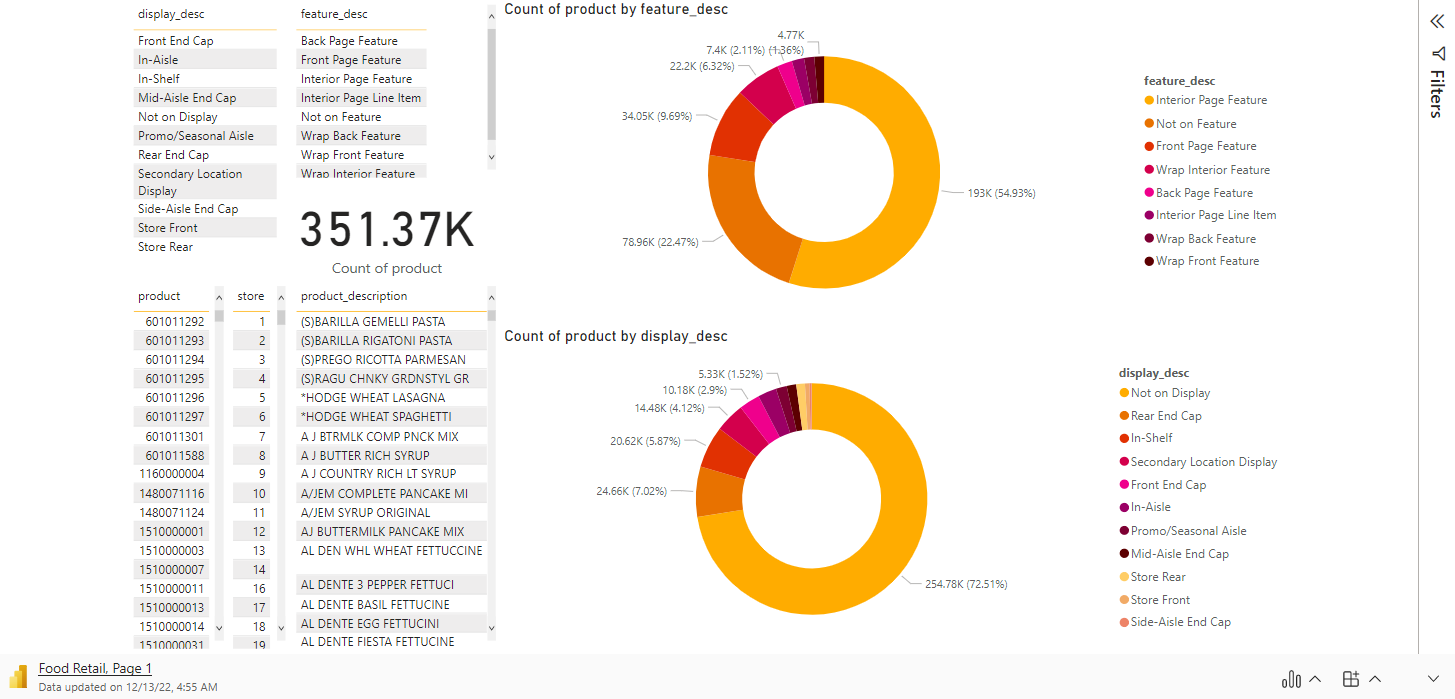 display_desc
Front End Cap
In-Aisle
In-Shelf
Mid-Aisle End Cap
Not on Display
Promo/Seasonal Aisle
Rear End Cap
Secondary Location
Display
Side-Aisle End Cap
Store Front
Store Rear
feature_desc
Back Page Feature
Front Page Feature
Interior Page Feature
Interior Page Line Item
Not on Feature
Wrap Back Feature
Wrap Front Feature
Wrap Interior Feature
351.37K
Count of product
product
601011292
601011293
601011294
601011295
601011296
601011297
601011301
601011588
1160000004
1480071116
1480071124
1510000001
1510000003
1510000007
1510000011
1510000013
1510000014
1510000031
store
1
2
3
4
5
6
7
8
9
10
11
12
13
14
16
17
18
19
product_description
(S)BARILLA GEMELLI PASTA
(S)BARILLA RIGATONI PASTA
(S)PREGO RICOTTA PARMESAN
(S)RAGU CHNKY GRDNSTYL GR
*HODGE WHEAT LASAGNA
*HODGE WHEAT SPAGHETTI
A J BTRMLK COMP PNCK MIX
A J BUTTER RICH SYRUP
A J COUNTRY RICH LT SYRUP
A/JEM COMPLETE PANCAKE MI
A/JEM SYRUP ORIGINAL
AJ BUTTERMILK PANCAKE MIX
AL DEN WHL WHEAT FETTUCCINE
AL DENTE 3 PEPPER FETTUCI
AL DENTE BASIL FETTUCINE
AL DENTE EGG FETTUCINI
AL DENTE FIESTA FETTUCINE
Count of product by feature_desc
4.77K
(1.36%)
7.4K (2.11%)
22.2K (6.32%)
34.05K (9.69%)
78.96K (22.47%)
193K (54.93%)
feature_desc
Interior Page Feature
Not on Feature
Front Page Feature
Wrap Interior Feature
Back Page Feature
Interior Page Line Item
Wrap Back Feature
Wrap Front Feature
Count of product by display_desc
5.33K (1.52%)
10.18K (2.9%)
14.48K (4.12%)
20.62K (5.87%)
24.66K (7.02%)
254.78K (72.51%)
display_desc
Not on Display
Rear End Cap
In-Shelf
Secondary Location Display
Front End Cap
In-Aisle
Promo/Seasonal Aisle
Mid-Aisle End Cap
Store Rear
Store Front
Side-Aisle End Cap
Filters
Food Retail, Page 1
Data updated on 12/13/22, 4:55 AM